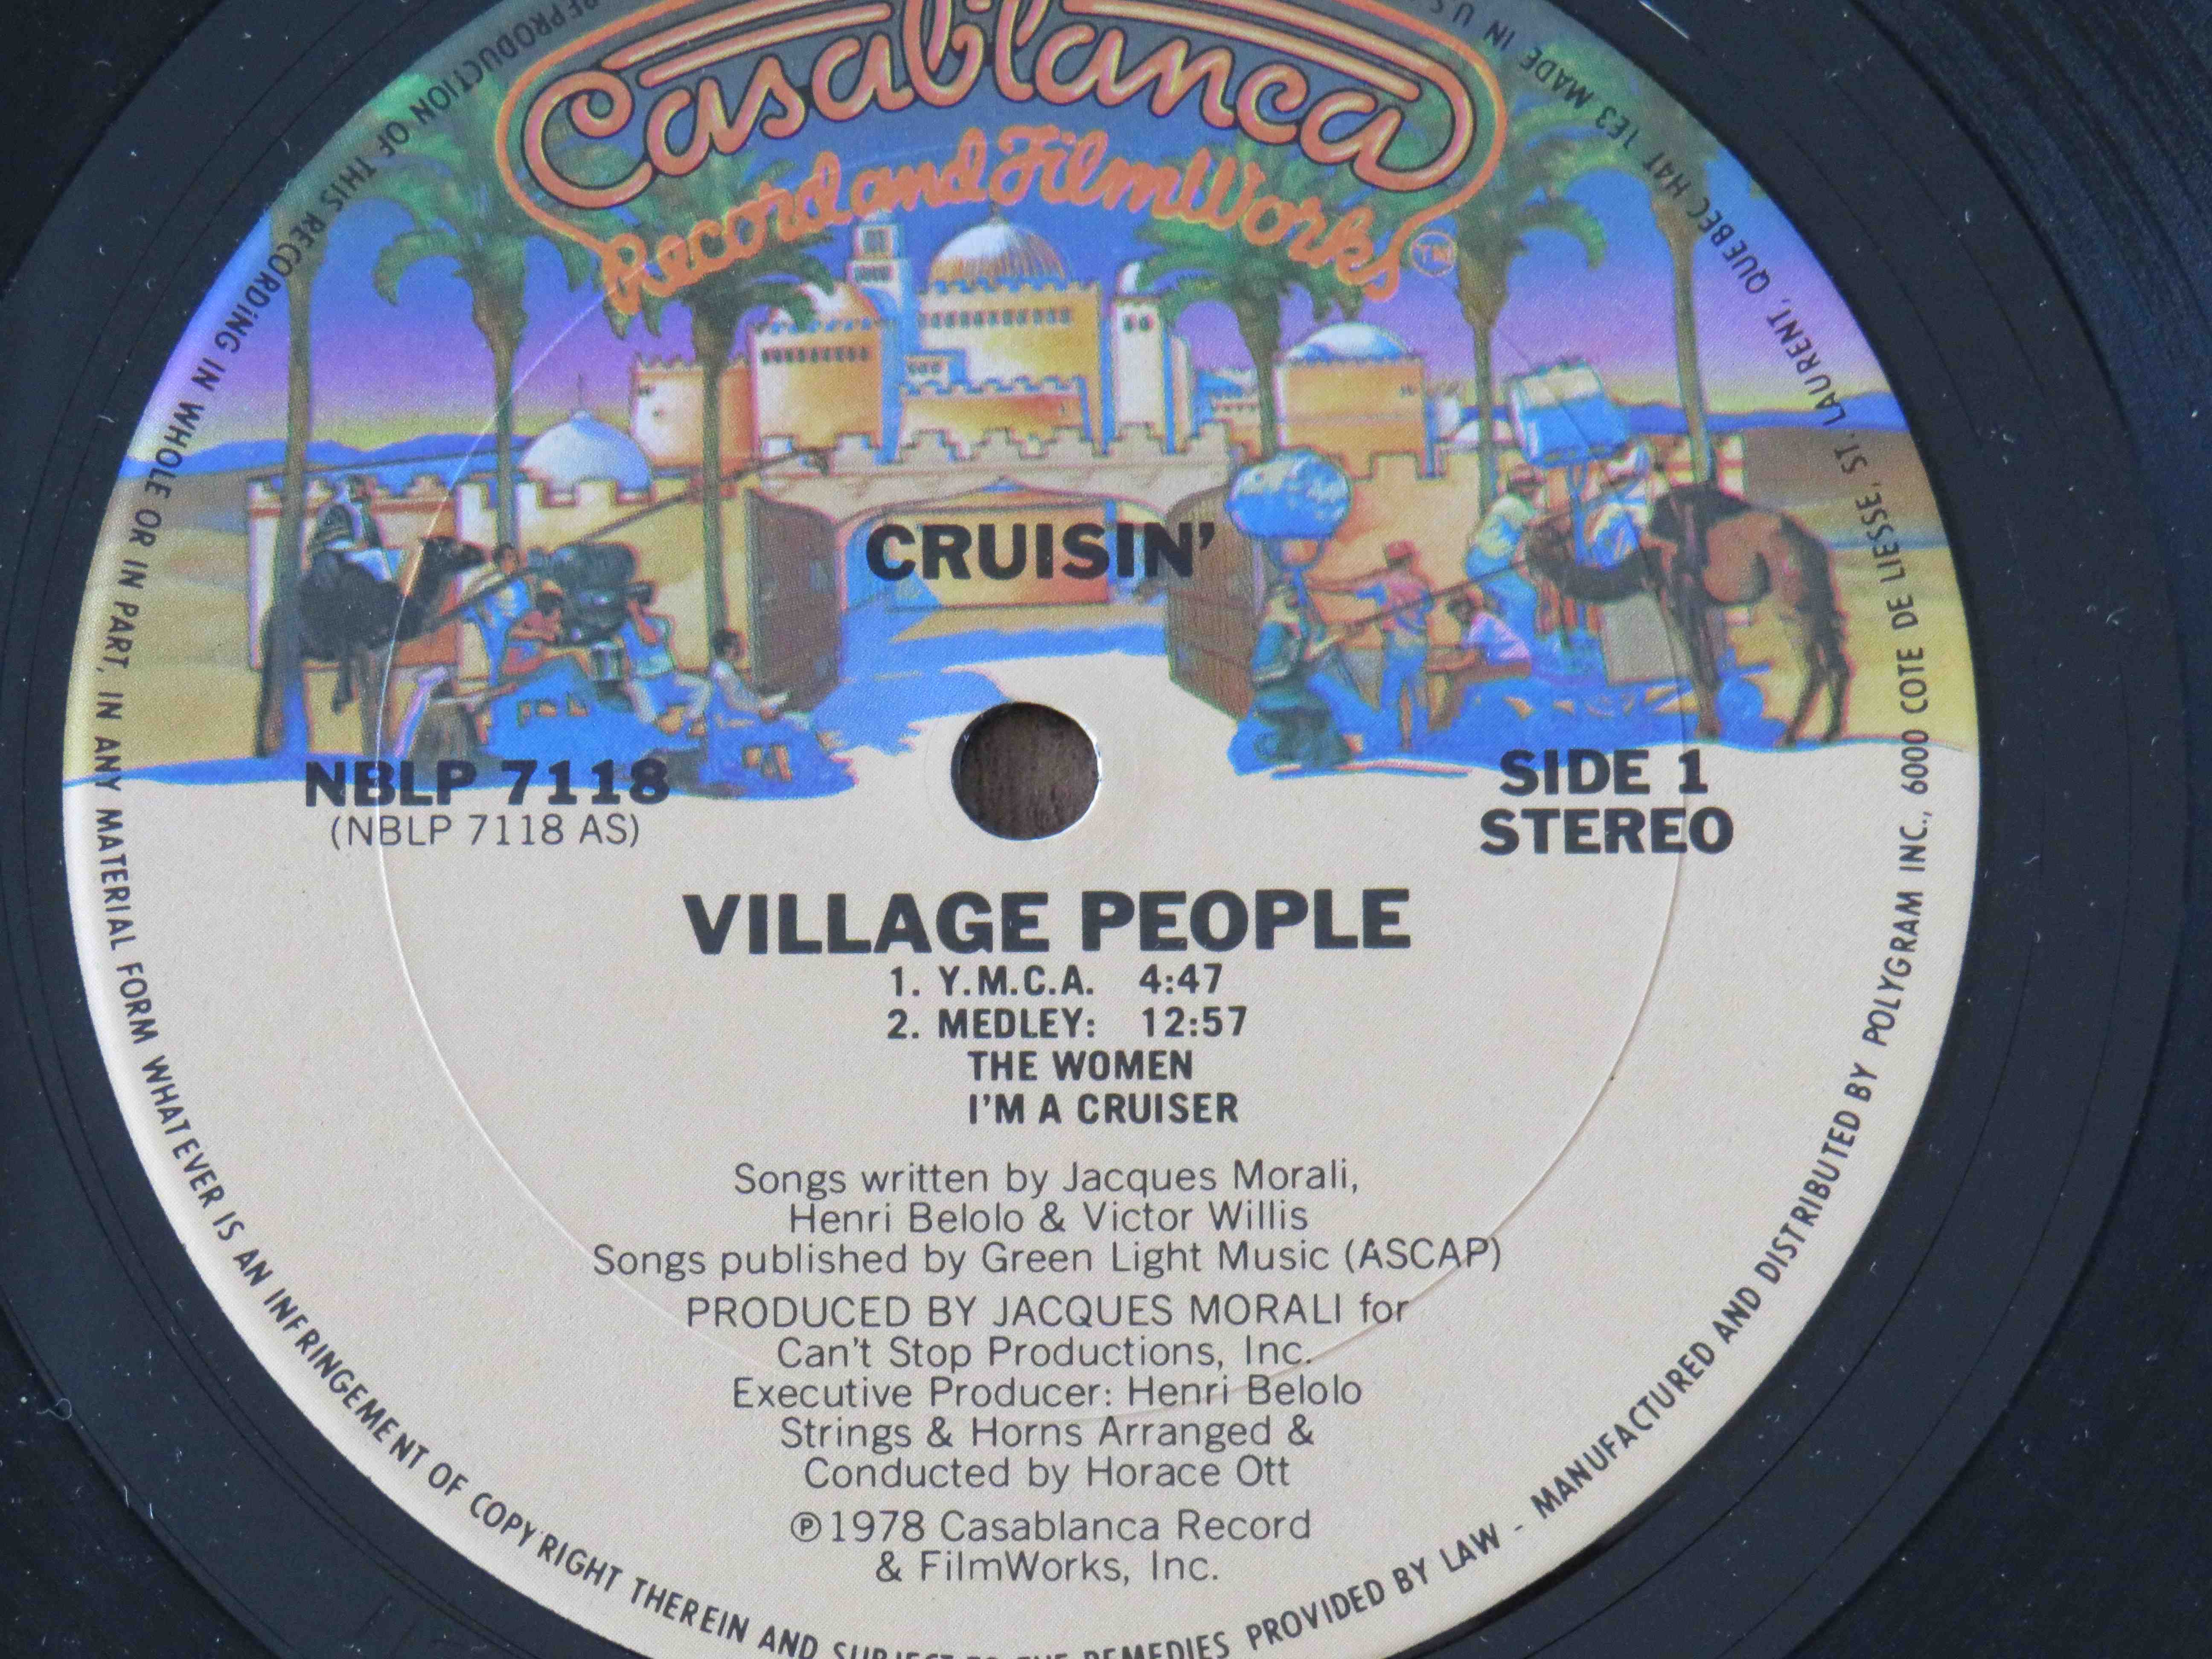 Casablanca
Record and FilmWorks TM
CRUISIN'
NBLP 7118
(NBLP 7118 AS)
SIDE 1
STEREO
VILLAGE PEOPLE
1. Y.M.C.A. 4:47
2. MEDLEY: 12:57
THE WOMEN
I'M A CRUISER
Songs written by Jacques Morali,
Henri Belolo & Victor Willis
Songs published by Green Light Music (ASCAP)
PRODUCED BY JACQUES MORALI for
Can't Stop Productions, Inc.
Executive Producer: Henri Belolo
Strings & Horns Arranged &
Conducted by Horace Ott
℗1978 Casablanca Record
& FilmWorks, Inc.
REPRODUCTION OF THIS RECORDING IN WHOLE OR IN PART, IN ANY MATERIAL FORM WHATEVER IS AN INFRINGEMENT OF COPYRIGHT THEREIN AND SUBJECT TO THE REMEDIES PROVIDED BY LAW - MANUFACTURED AND DISTRIBUTED BY POLYGRAM INC., 6000 COTE DE LIESSE, ST. LAURENT, QUEBEC H4T 1E3 MADE IN U.S.